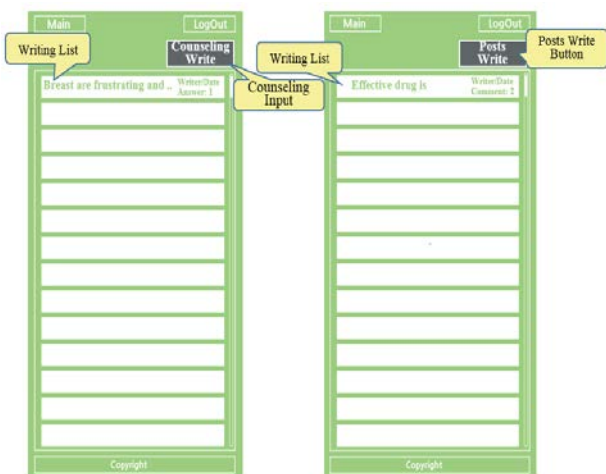 Main
LogOut
Writing List
Counseling
Write
Breast are frustrating and ..
Writer/Date
Answer: 1
Counseling
Input
Copyright
Main
LogOut
Writing List
Posts
Write
Posts Write
Button
Effective drug is
Writer/Date
Comment: 2
Copyright